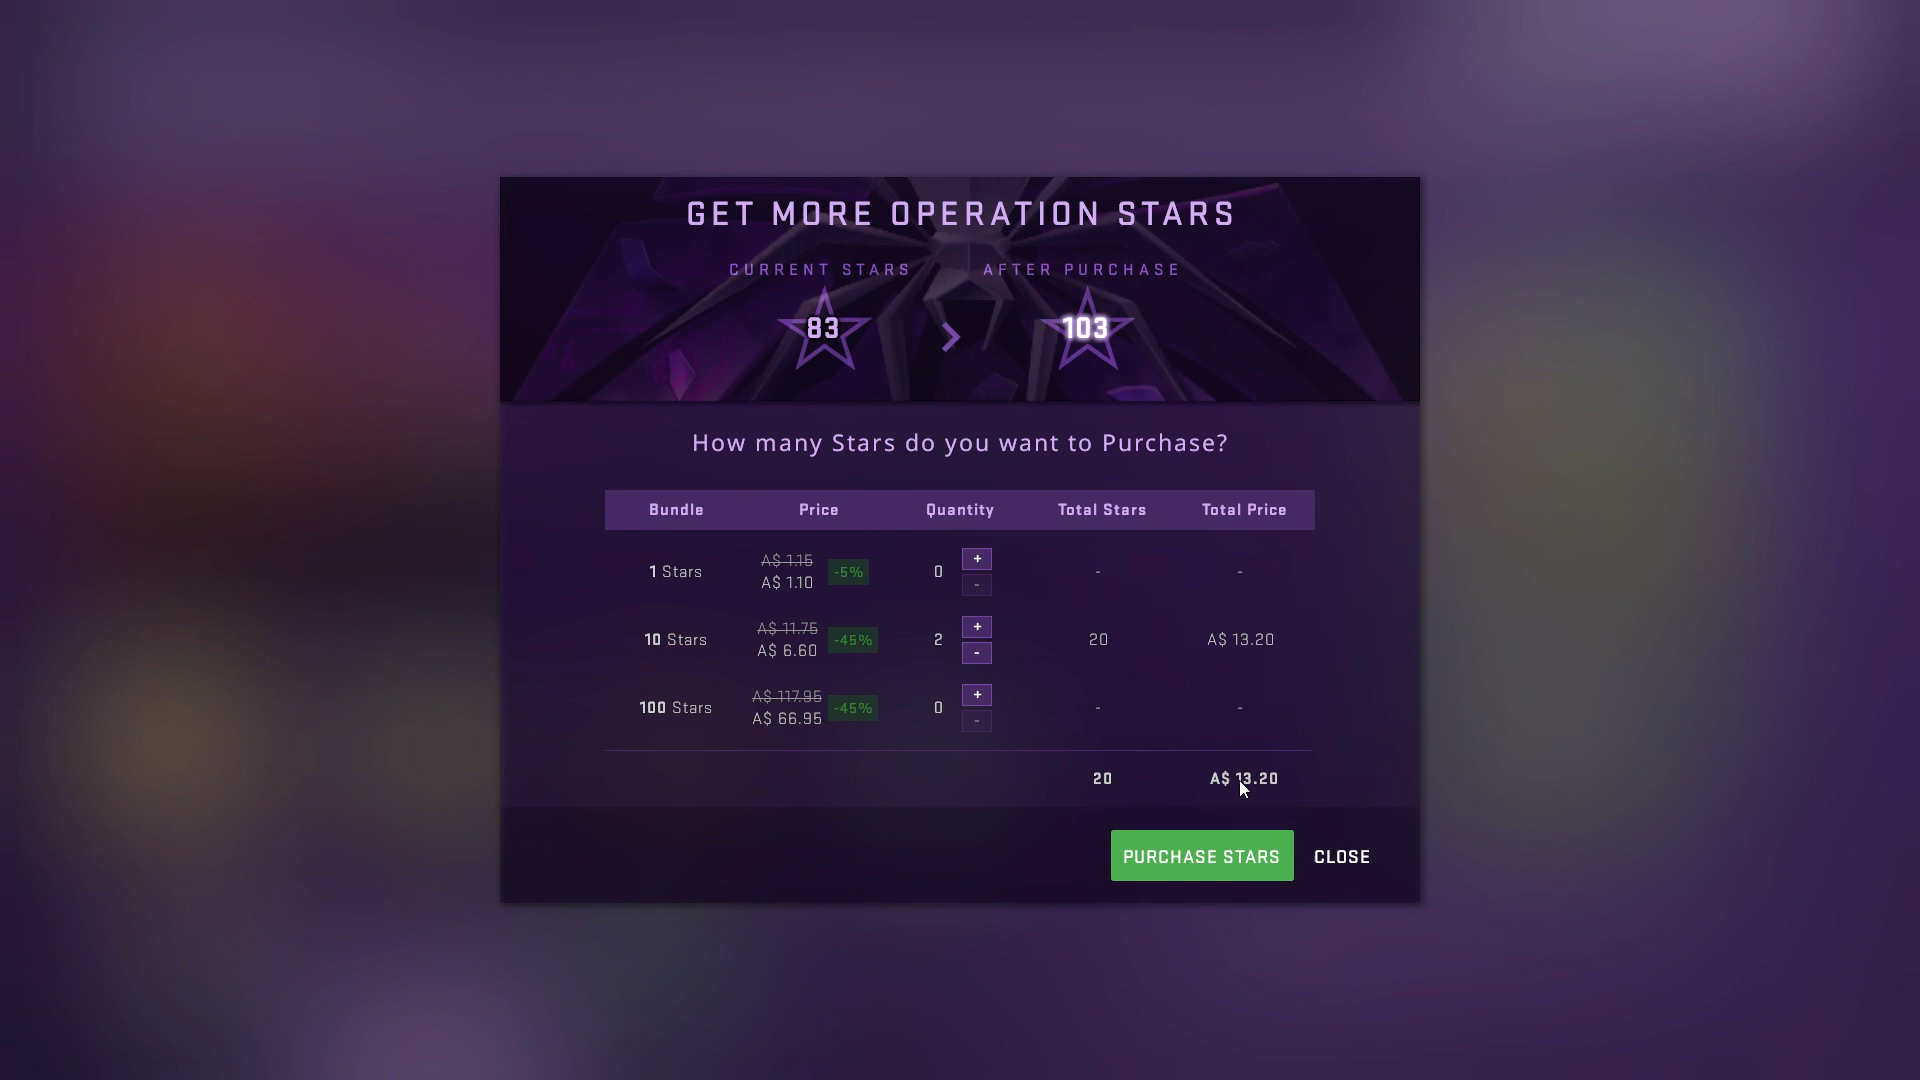 GET MORE OPERATION STARS
CURRENT STARS
AFTER PURCHASE
83
103
How many Stars do you want to Purchase?
Bundle Price Quantity Total Stars Total Price
A$ 1.15
1 Stars A$ 1.10 -5% 0 + - - -
A$ 11.75
10 Stars A$ 6.60 -45% 2 + - 20 A$ 13.20
A$ 117.95
100 Stars A$ 66.95 -45% 0 + - - -
20 A$ 13.20
PURCHASE STARS CLOSE